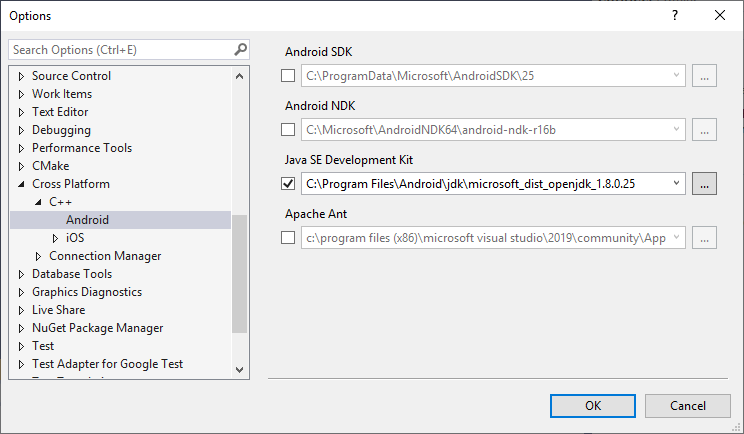 Options
?
Search Options (Ctrl+E)
Source Control
Work Items
Text Editor
Debugging
Performance Tools
CMake
Cross Platform
C++
Android
iOS
Connection Manager
Database Tools
Graphics Diagnostics
Live Share
NuGet Package Manager
Test
Test Adapter for Google Test
Android SDK
C:\ProgramData\Microsoft\AndroidSDK\25
...
Android NDK
C:\Microsoft\AndroidNDK64\android-ndk-r16b
...
Java SE Development Kit
C:\Program Files\Android\jdk\microsoft_dist_openjdk_1.8.0.25
...
Apache Ant
c:\program files (x86)\microsoft visual studio\2019\community\App
...
OK
Cancel